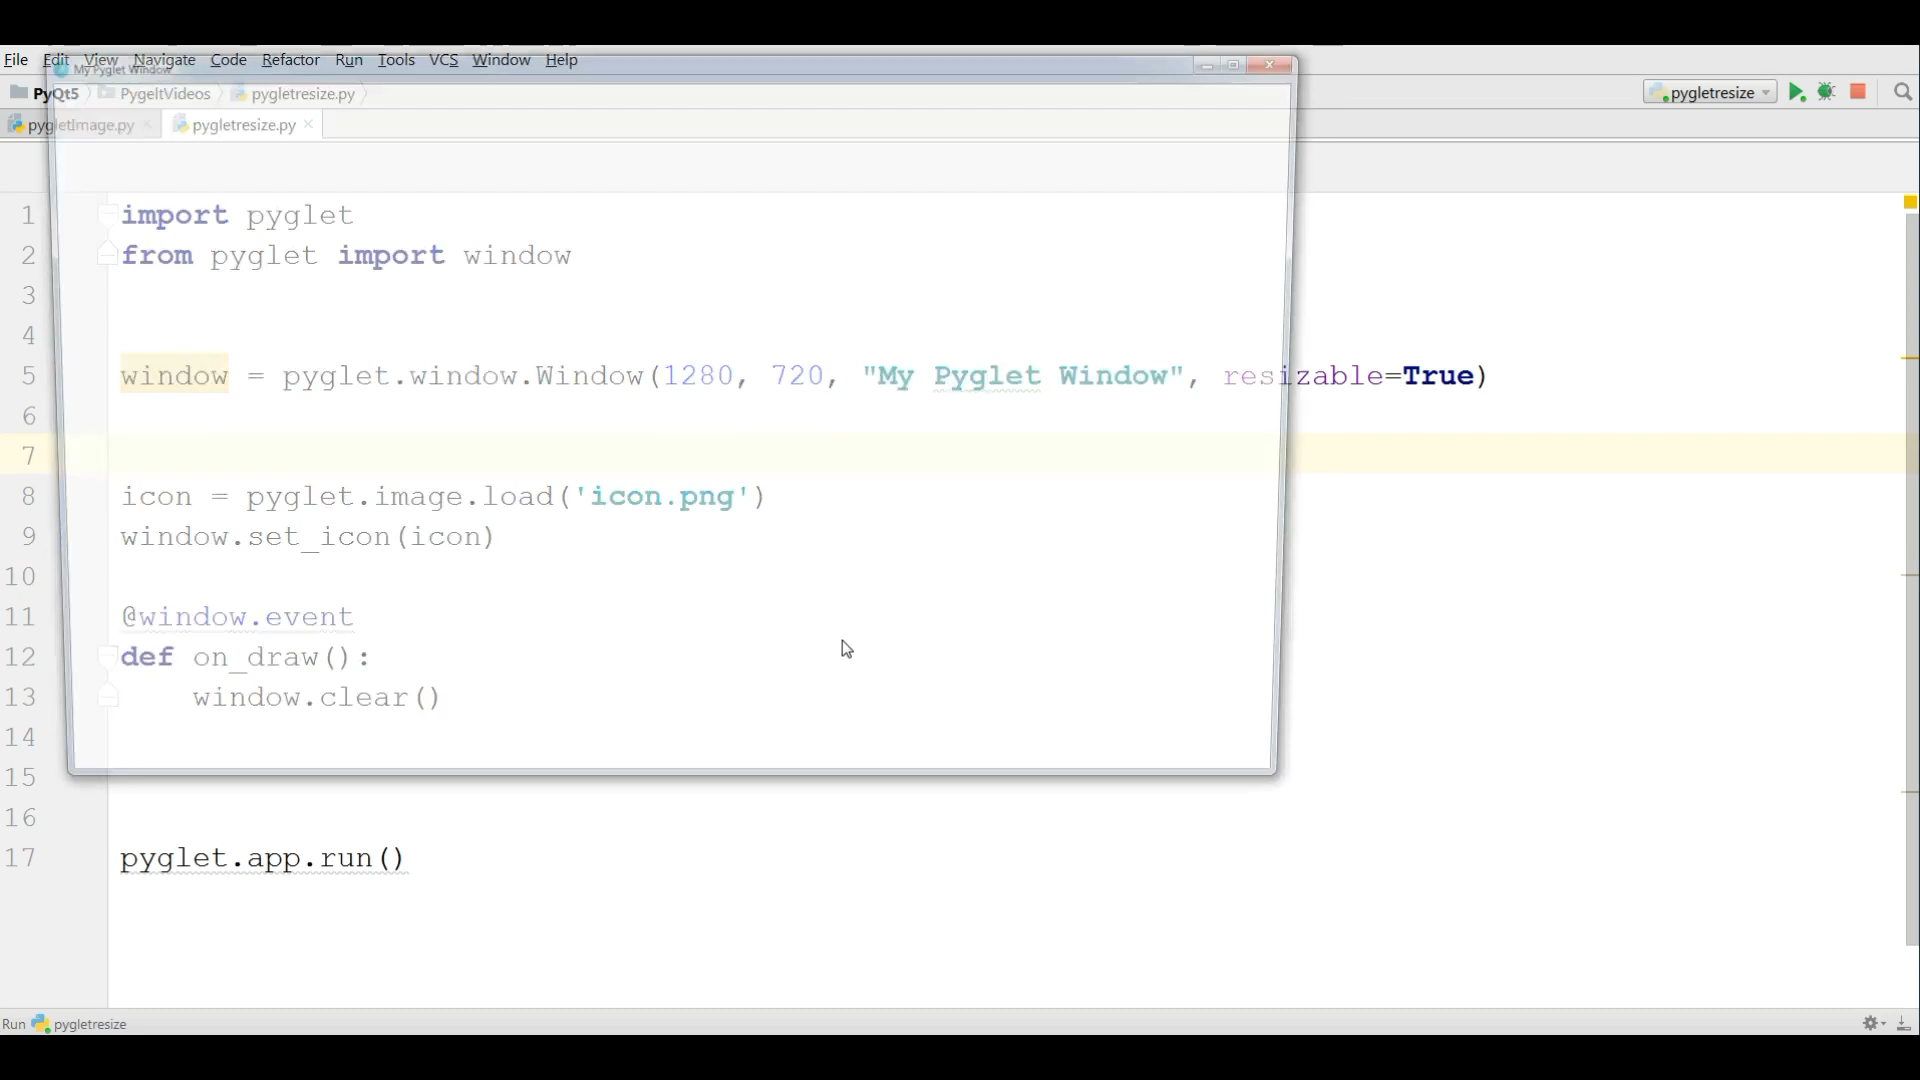 File Edit View Navigate Code Refactor Run Tools VCS Window Help
My Pyglet Window
PyQt5 PygeltVideos pygletresize.py
pygletresize
pygletImage.py pygletresize.py
1 import pyglet
2 from pyglet import window
3
4
5 window = pyglet.window.Window(1280, 720, "My Pyglet Window", resizable=True)
6
7
8 icon = pyglet.image.load('icon.png')
9 window.set_icon(icon)
10
11 @window.event
12 def on_draw():
13 window.clear()
14
15
16
17 pyglet.app.run()
Run pygletresize